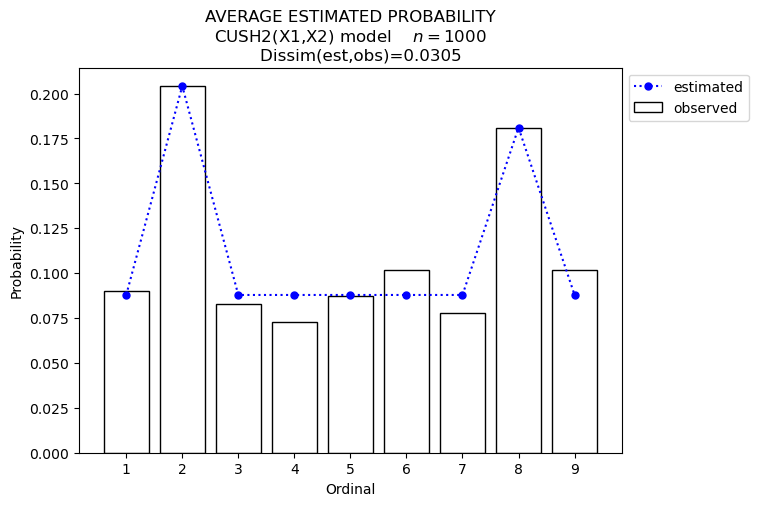 AVERAGE ESTIMATED PROBABILITY
CUSH2(X1,X2) model n = 1000
Dissim(est,obs)=0.0305
estimated
observed
0.200
0.175
0.150
0.125
0.100
0.075
0.050
0.025
0.000
Probability
1 2 3 4 5 6 7 8 9
Ordinal